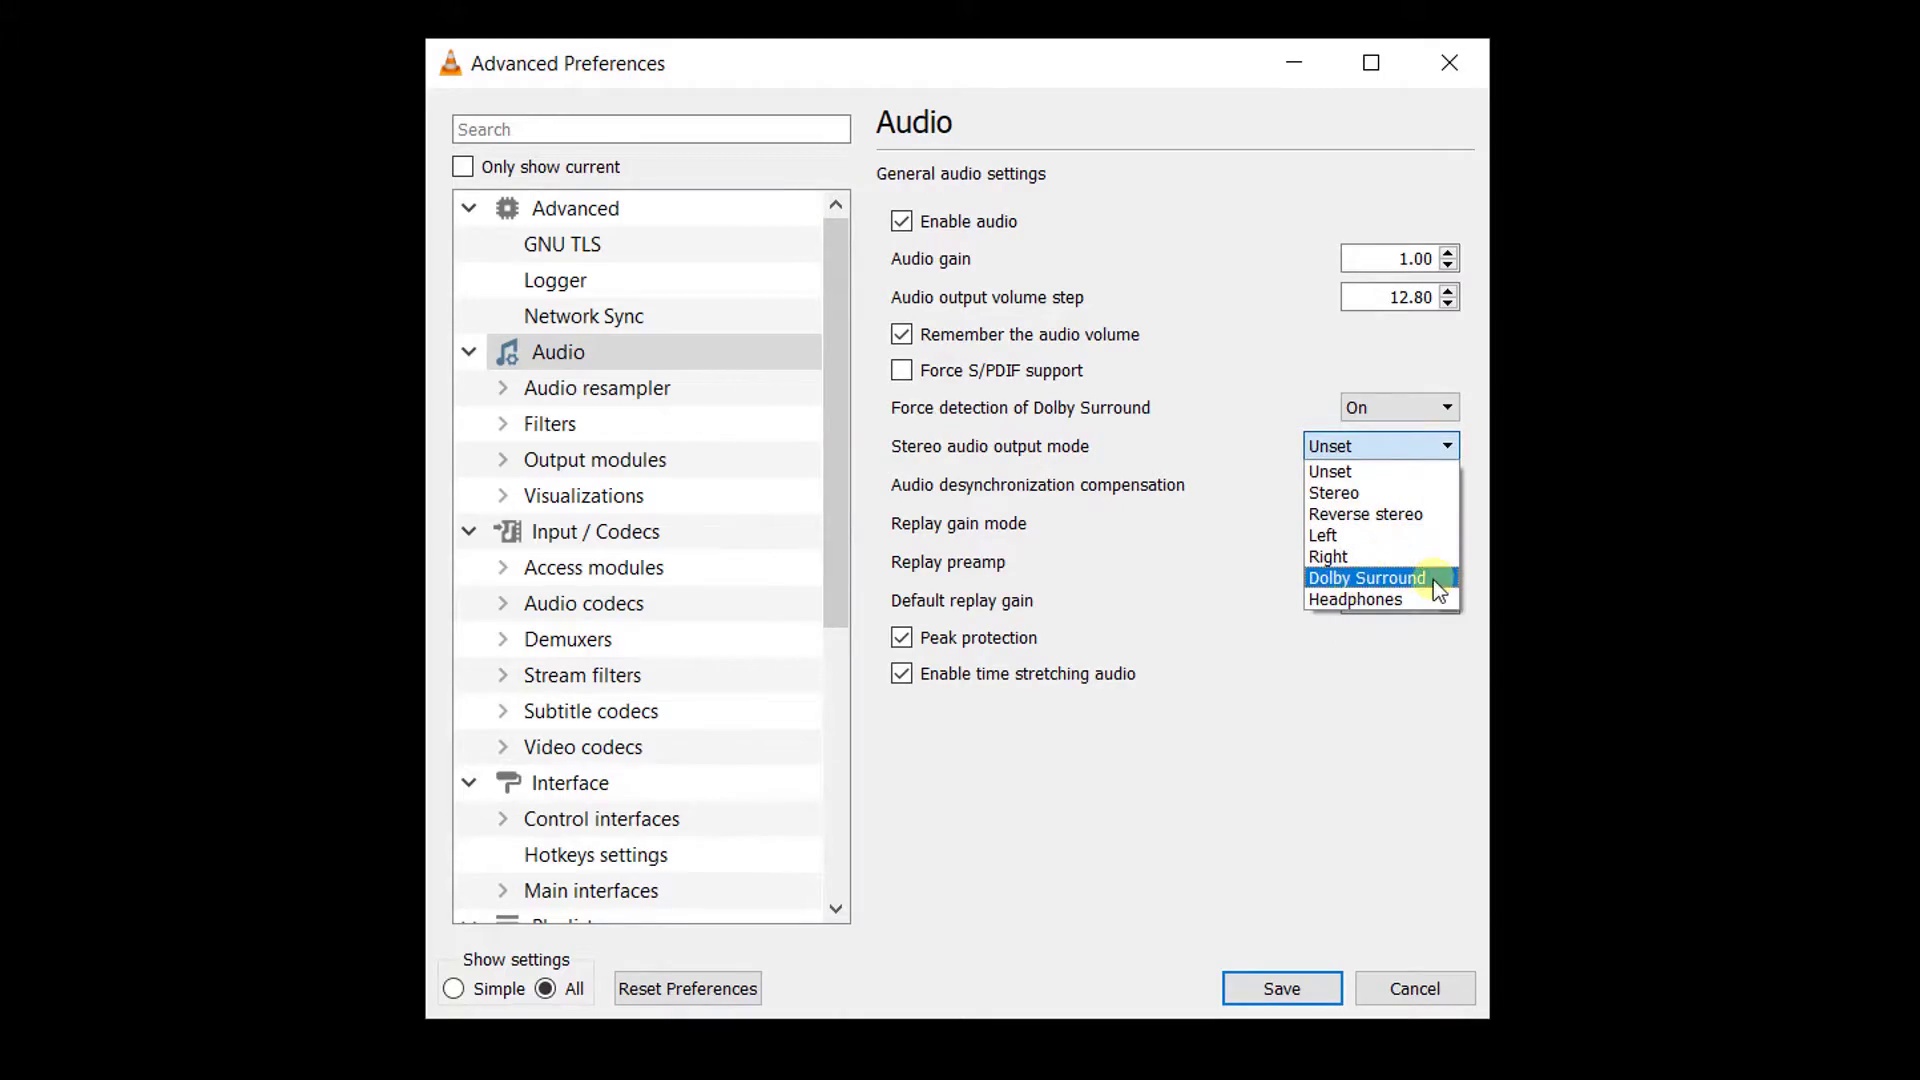 Advanced Preferences
Search
Only show current
Advanced
GNU TLS
Logger
Network Sync
Audio
Audio resampler
Filters
Output modules
Visualizations
Input / Codecs
Access modules
Audio codecs
Demuxers
Stream filters
Subtitle codecs
Video codecs
Interface
Control interfaces
Hotkeys settings
Main interfaces
Show settings
Simple
All
Reset Preferences
Audio
General audio settings
Enable audio
Audio gain 1.00
Audio output volume step 12.80
Remember the audio volume
Force S/PDIF support
Force detection of Dolby Surround On
Stereo audio output mode Unset
Unset
Stereo
Reverse stereo
Left
Right
Dolby Surround
Headphones
Audio desynchronization compensation
Replay gain mode
Replay preamp
Default replay gain
Peak protection
Enable time stretching audio
Save
Cancel